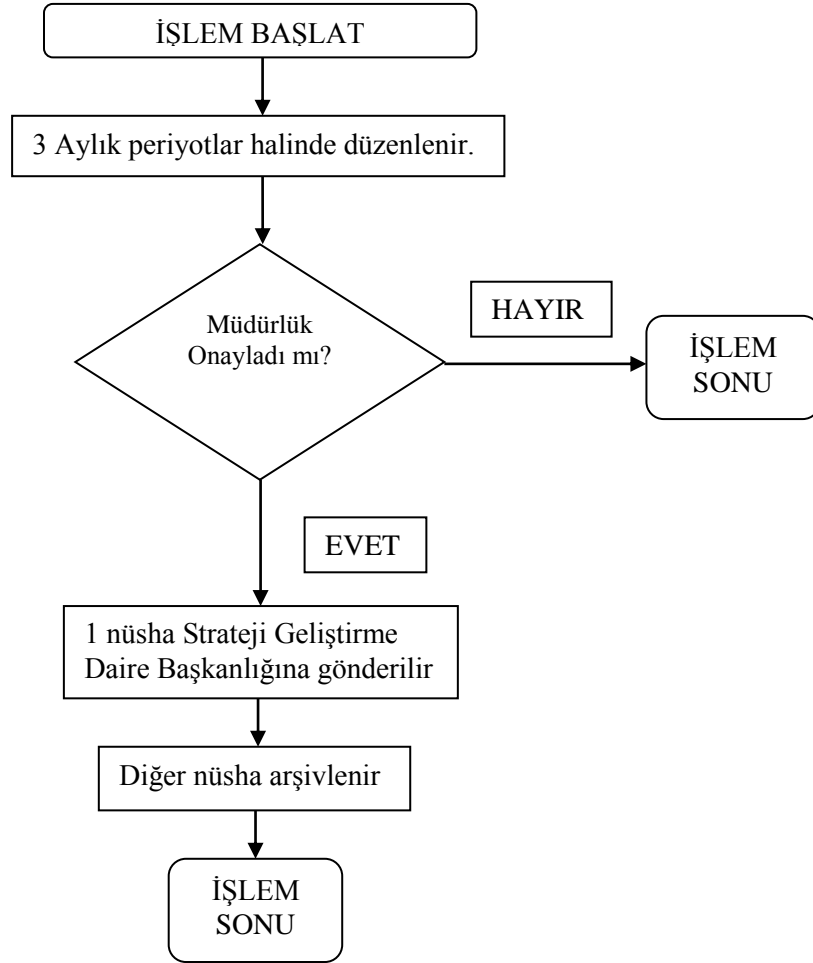 İŞLEM BAŞLAT
3 Aylık periyotlar halinde düzenlenir.
Müdürlük
Onayladı mı?
HAYIR
İŞLEM
SONU
EVET
1 nüsha Strateji Geliştirme
Daire Başkanlığına gönderilir
Diğer nüsha arşivlenir
İŞLEM
SONU